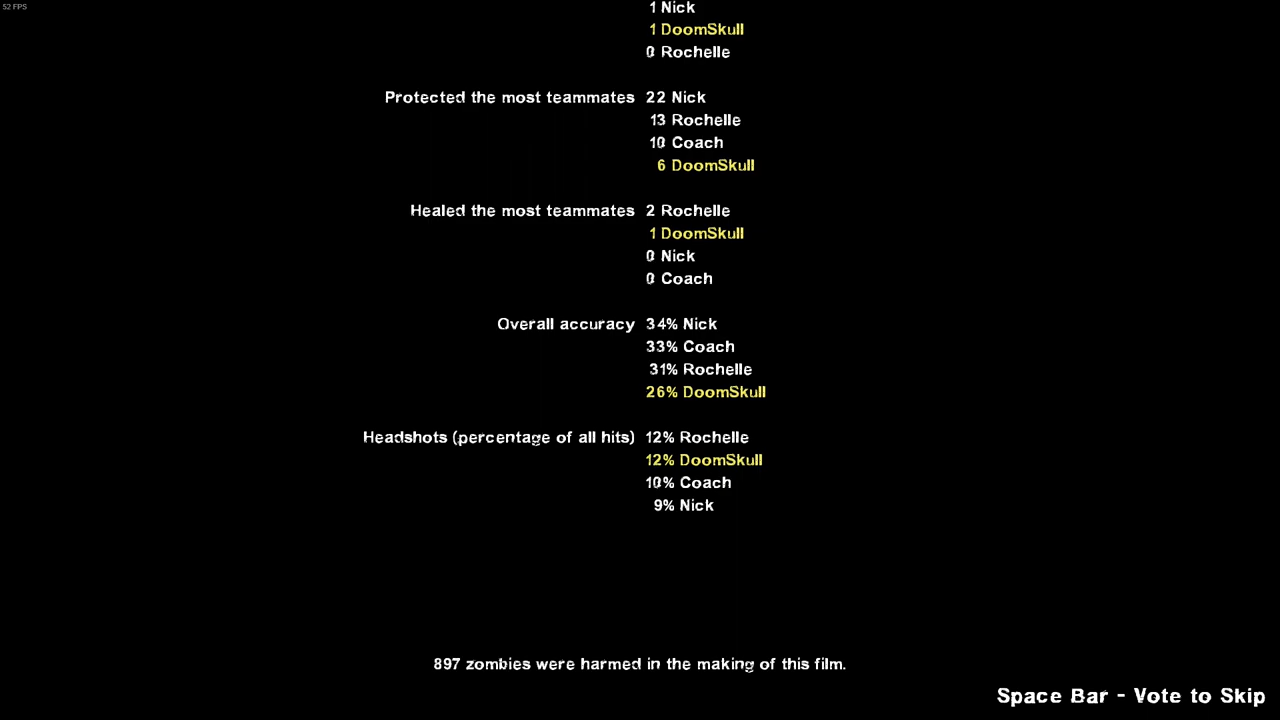 52 FPS
1 Nick
1 DoomSkull
0 Rochelle
Protected the most teammates 22 Nick
13 Rochelle
10 Coach
6 DoomSkull
Healed the most teammates 2 Rochelle
1 DoomSkull
0 Nick
0 Coach
Overall accuracy 34% Nick
33% Coach
31% Rochelle
26% DoomSkull
Headshots (percentage of all hits) 12% Rochelle
12% DoomSkull
10% Coach
9% Nick
897 zombies were harmed in the making of this film.
Space Bar - Vote to Skip